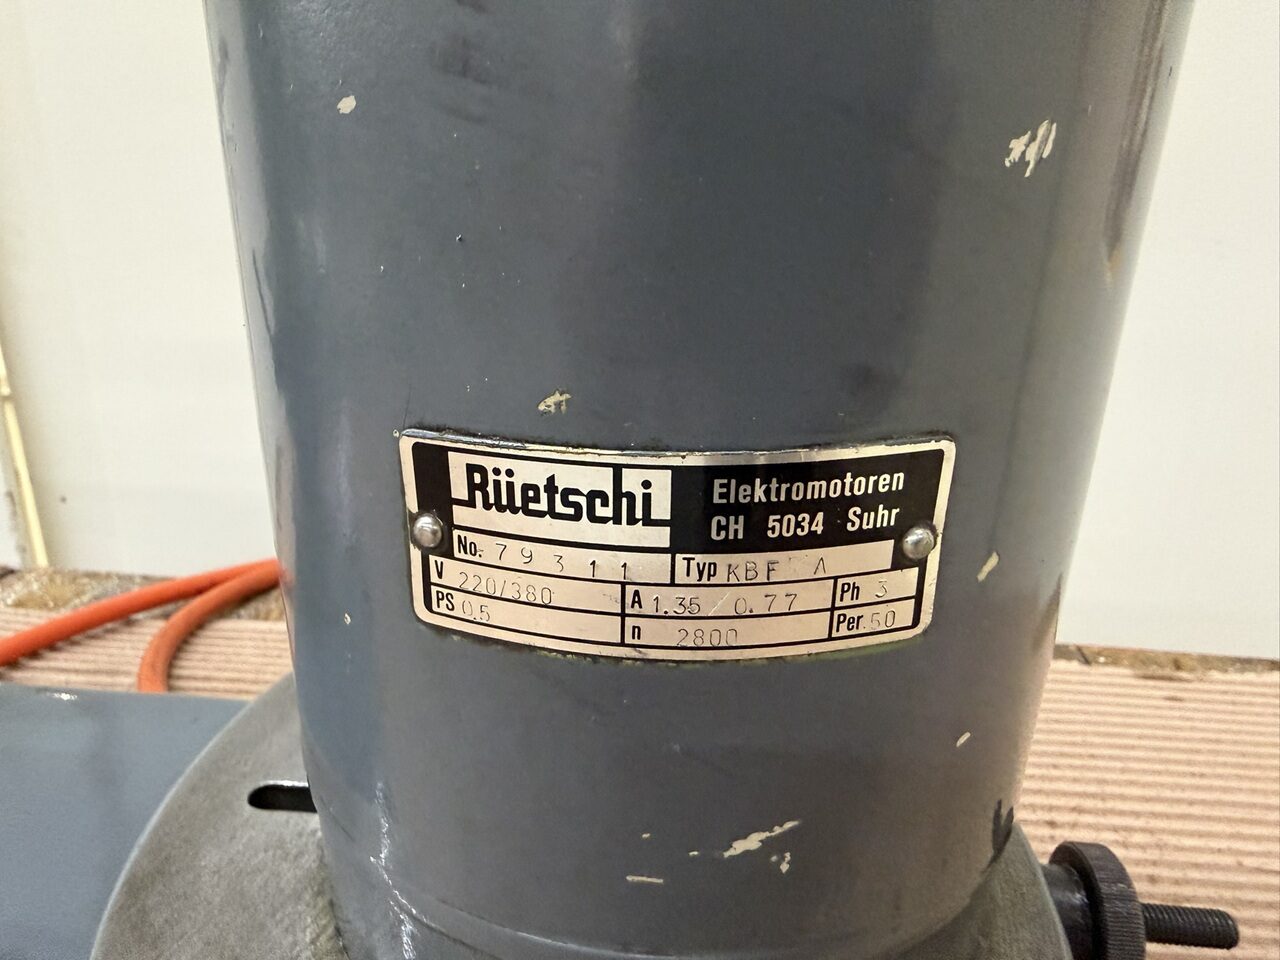 Rüetschi
Elektromotoren
CH 5034 Suhr
No. 79311 Typ KBF A
V 220/380 A 1.35/0.77 Ph 3
PS 0.5 n 2800 Per. 50